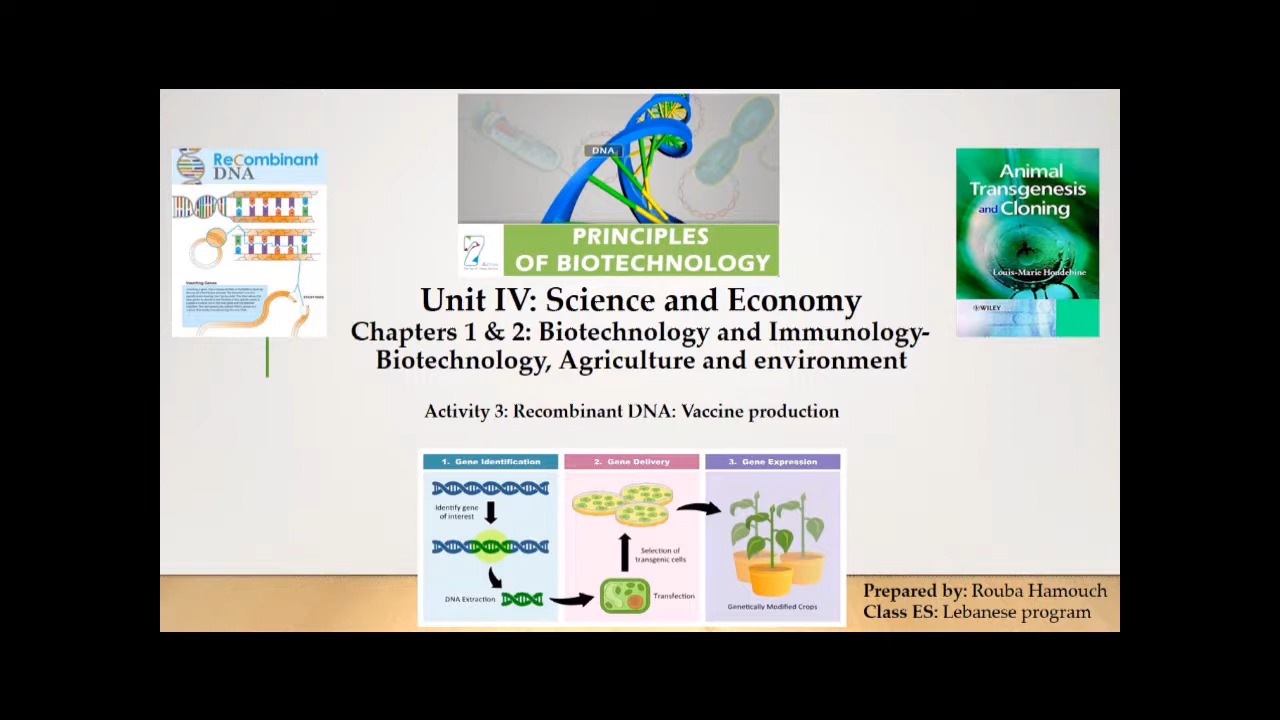 ReCombinant
DNA
Inserting Genes
DNA
PRINCIPLES
OF BIOTECHNOLOGY
Animal
Transgenesis
and Cloning
Louis-Marie Houdebine
WILEY
Unit IV: Science and Economy
Chapters 1 & 2: Biotechnology and Immunology-
Biotechnology, Agriculture and environment
Activity 3: Recombinant DNA: Vaccine production
1. Gene Identification
Identify gene
of interest
DNA Extraction
2. Gene Delivery
Selection of
transgenic cells
Transfection
3. Gene Expression
Genetically Modified Crops
Prepared by: Rouba Hamouch
Class ES: Lebanese program